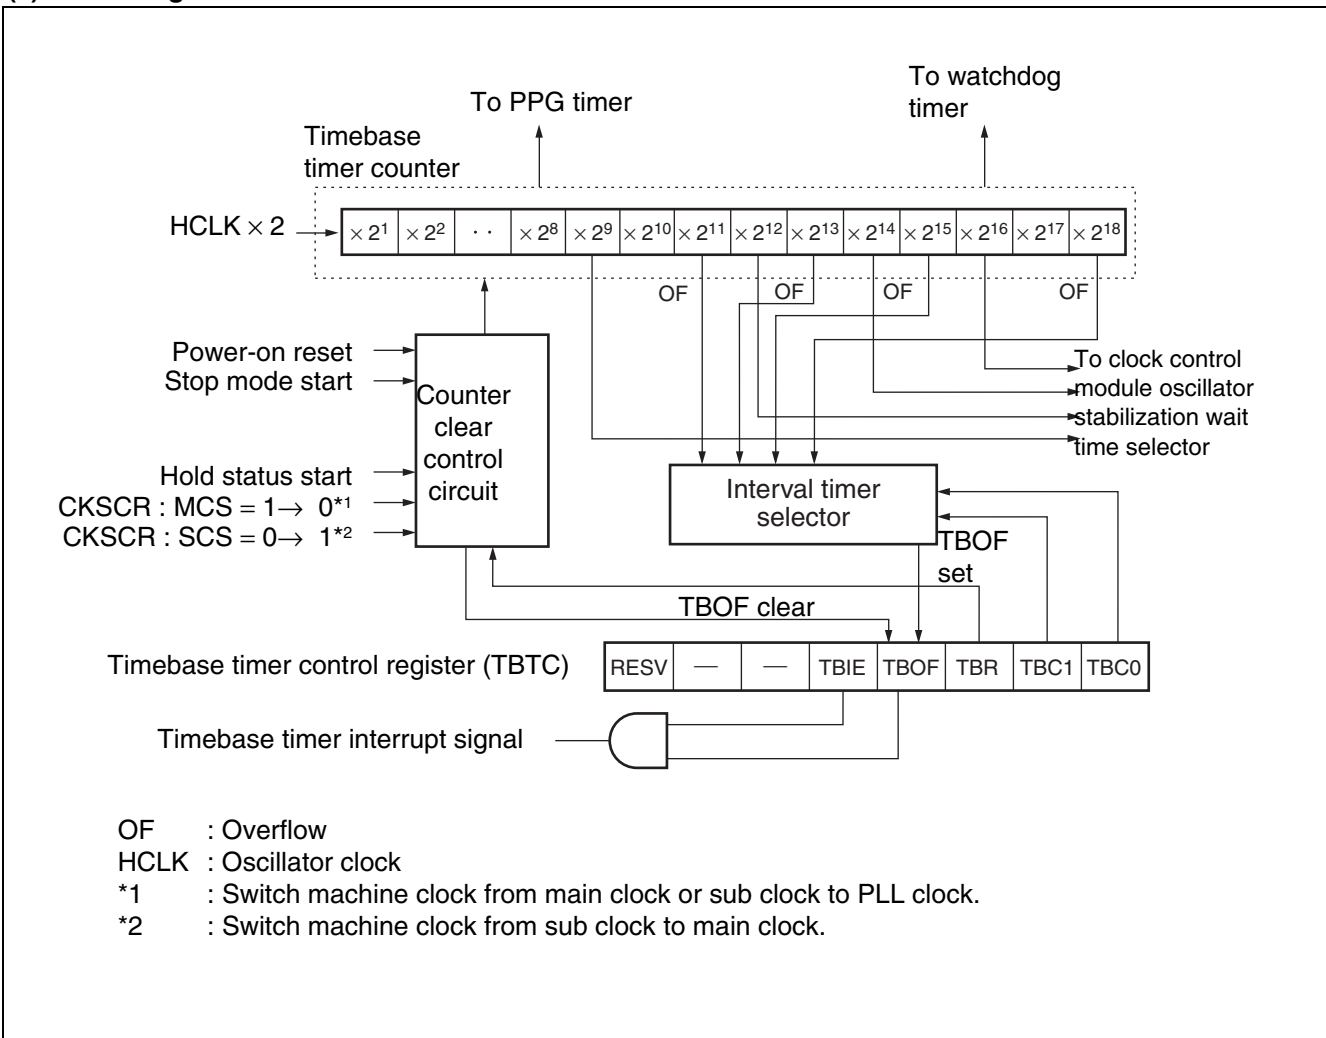 To PPG timer
To watchdog
timer
Timebase
timer counter
HCLK × 2
× 2¹ × 2² ·· × 2⁸ × 2⁹ × 2¹⁰ × 2¹¹ × 2¹² × 2¹³ × 2¹⁴ × 2¹⁵ × 2¹⁶ × 2¹⁷ × 2¹⁸
OF OF OF OF
Power-on reset
Stop mode start
Hold status start
CKSCR : MCS = 1→ 0*¹
CKSCR : SCS = 0→ 1*²
Counter
clear
control
circuit
To clock control
module oscillator
stabilization wait
time selector
Interval timer
selector
TBOF
set
TBOF clear
Timebase timer control register (TBTC)
RESV — — TBIE TBOF TBR TBC1 TBC0
Timebase timer interrupt signal
OF : Overflow
HCLK : Oscillator clock
*1 : Switch machine clock from main clock or sub clock to PLL clock.
*2 : Switch machine clock from sub clock to main clock.